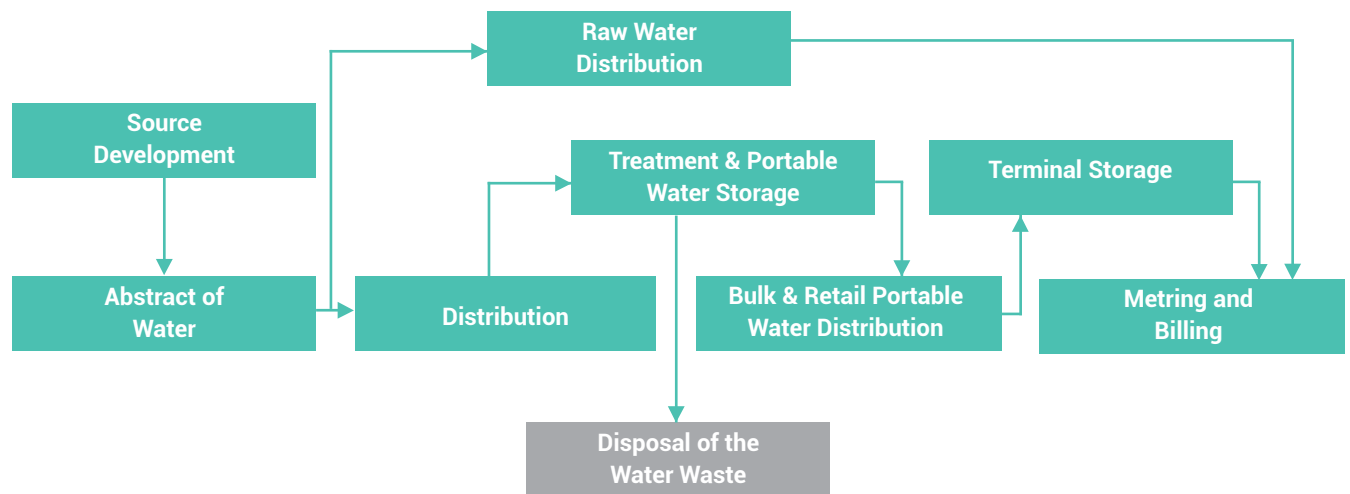 Raw Water
Distribution
Source
Development
Treatment & Portable
Water Storage
Terminal Storage
Abstract of
Water
Distribution
Bulk & Retail Portable
Water Distribution
Metring and
Billing
Disposal of the
Water Waste